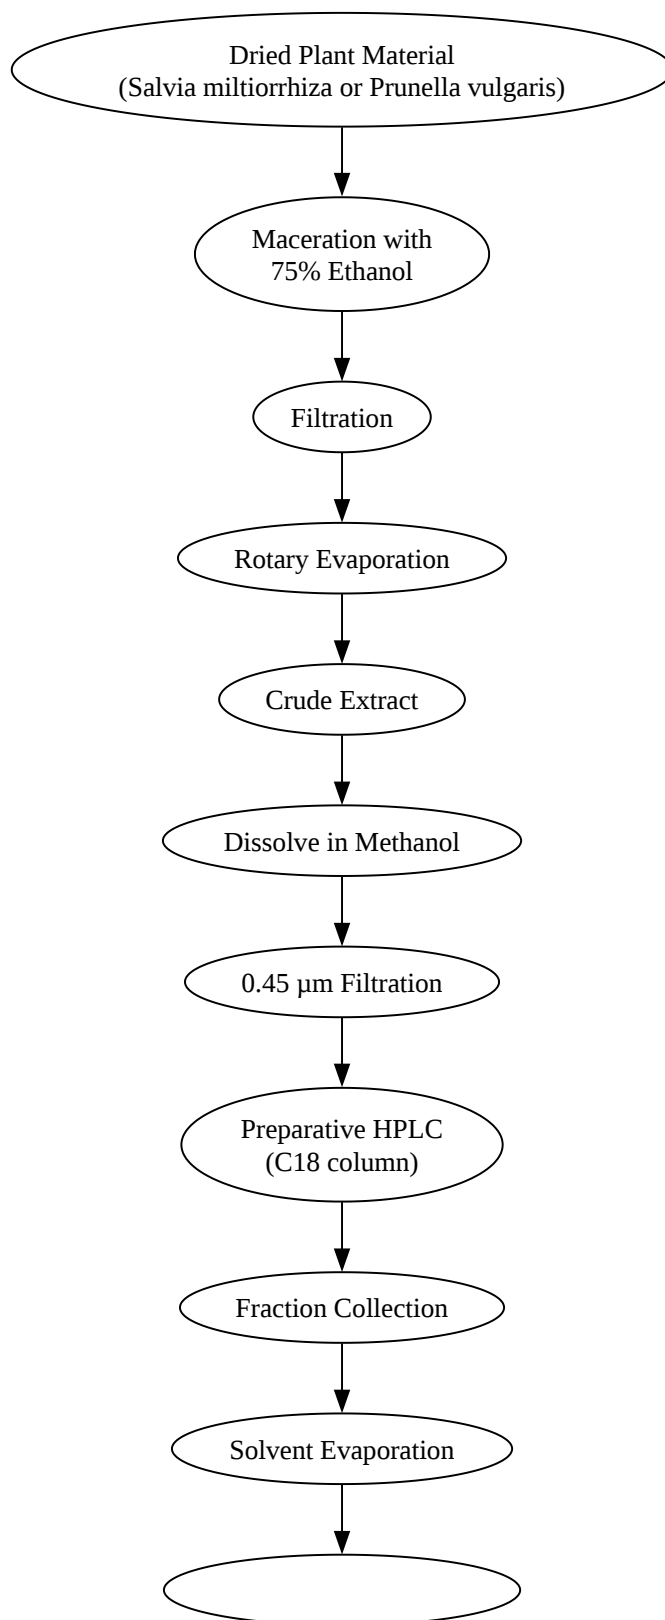 Dried Plant Material
(Salvia miltiorrhiza or Prunella vulgaris)
Maceration with
75% Ethanol
Filtration
Rotary Evaporation
Crude Extract
Dissolve in Methanol
0.45 µm Filtration
Preparative HPLC
(C18 column)
Fraction Collection
Solvent Evaporation